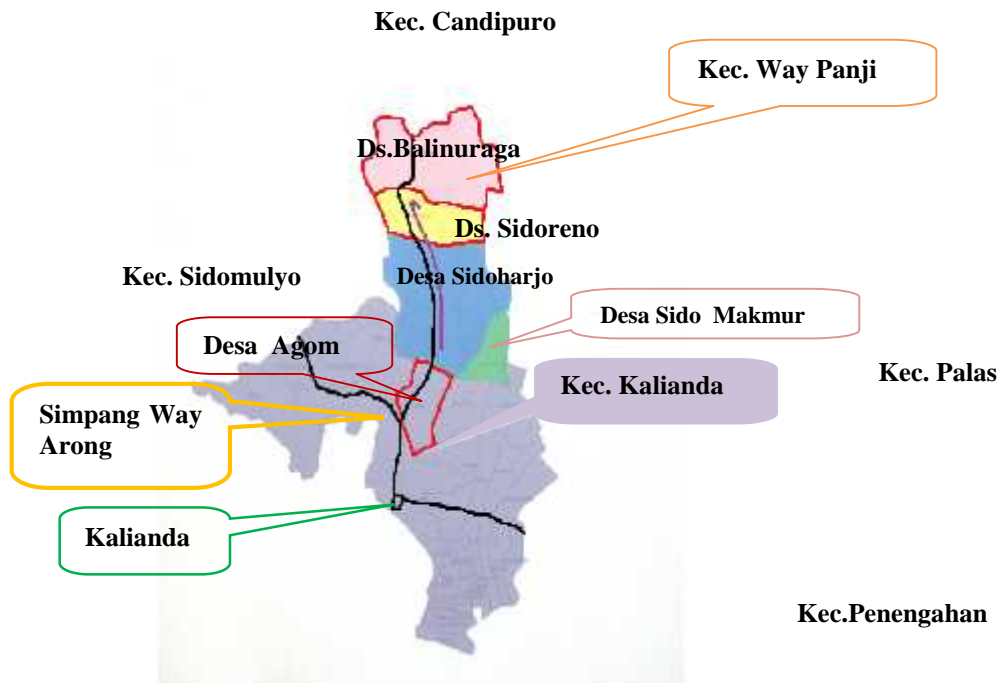 Kec. Candipuro
Kec. Way Panji
Ds.Balinuraga
Ds. Sidoreno
Kec. Sidomulyo
Desa Sidoharjo
Desa Sido Makmur
Desa Agom
Kec. Palas
Kec. Kalianda
Simpang Way
Arong
Kalianda
Kec.Penengahan